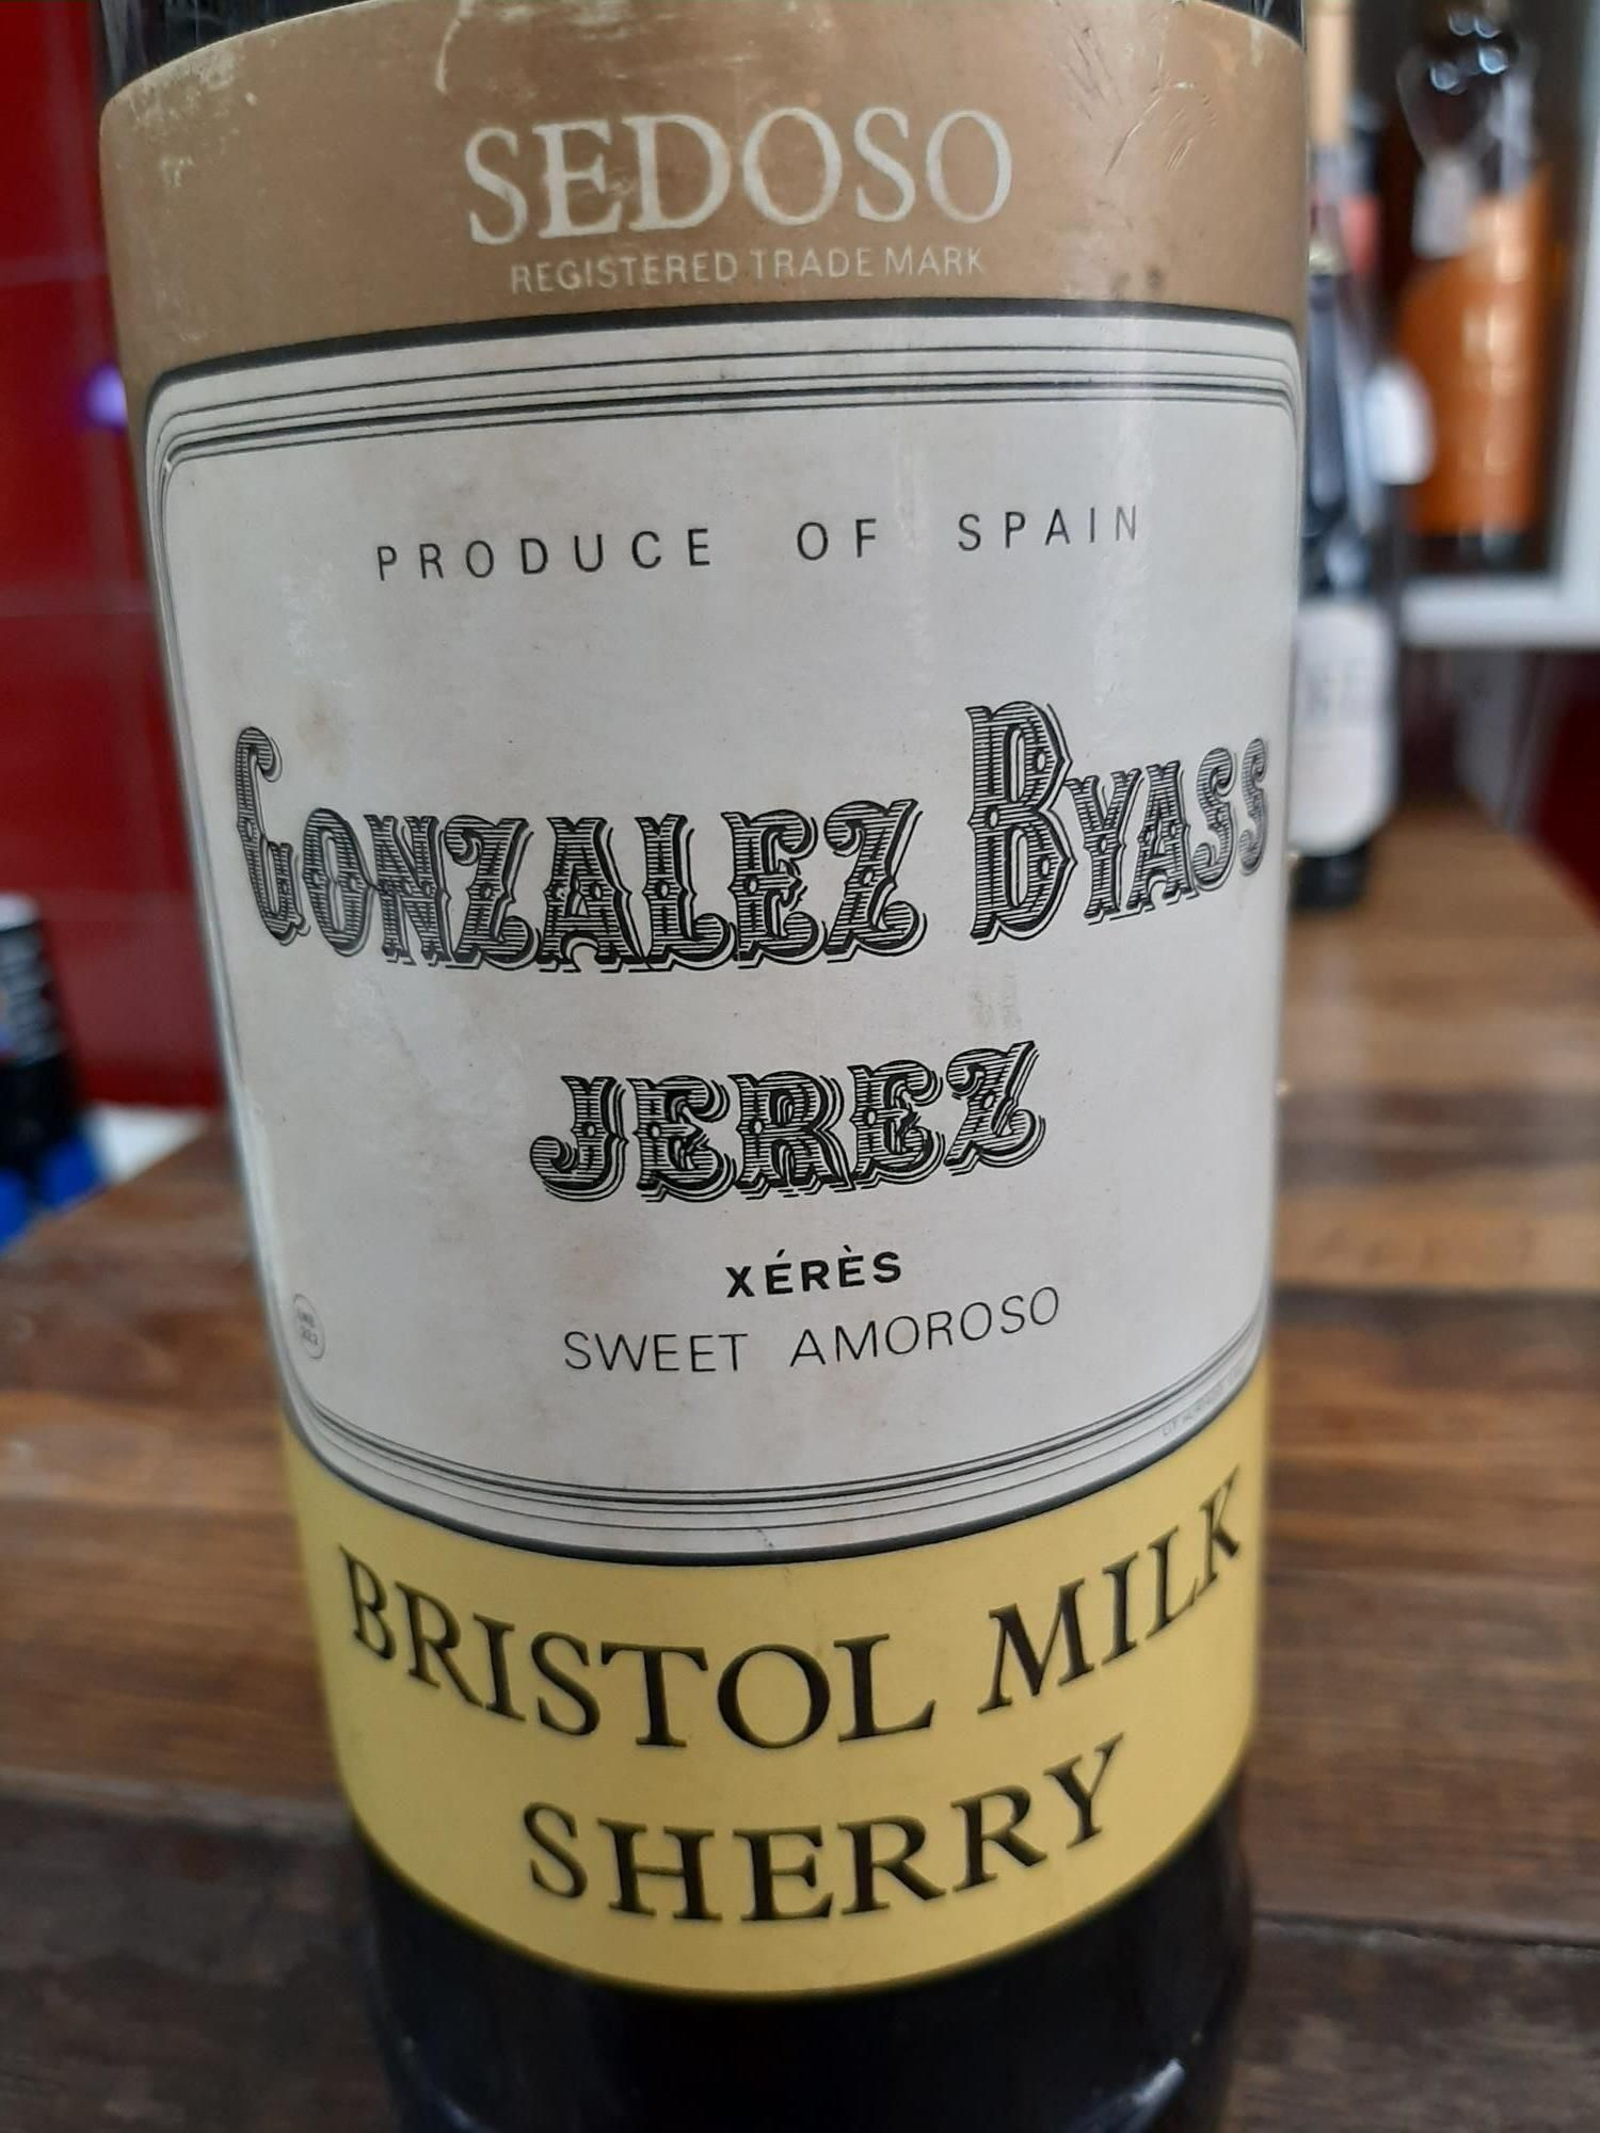 SEDOSO
REGISTERED TRADE MARK
PRODUCE OF SPAIN
GONZALEZ BYASS
JEREZ
XÉRÈS
SWEET AMOROSO
BRISTOL MILK
SHERRY